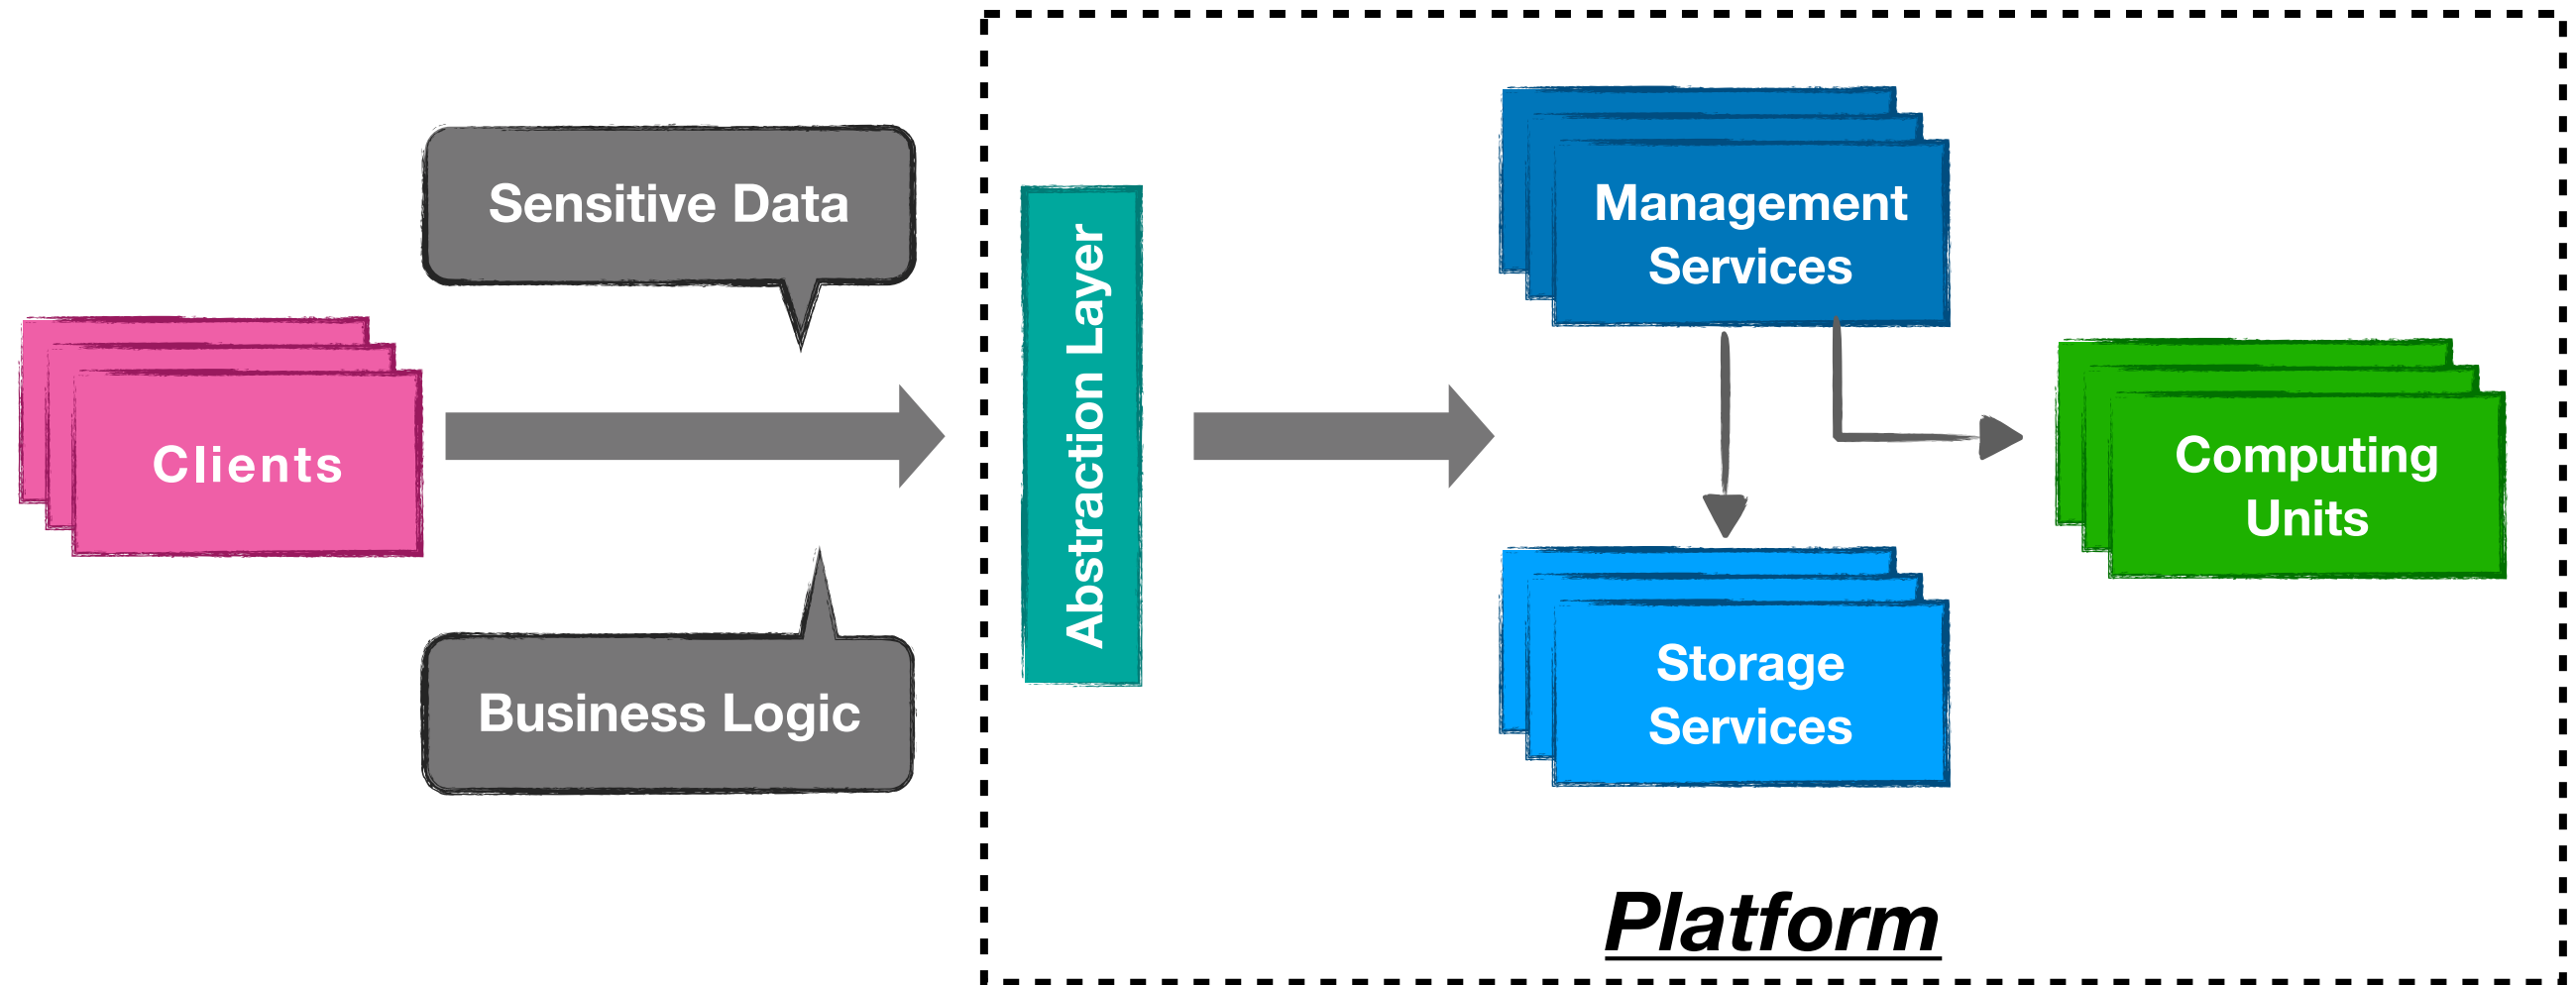 Sensitive Data
Clients
Business Logic
Abstraction Layer
Management
Services
Computing
Units
Storage
Services
Platform